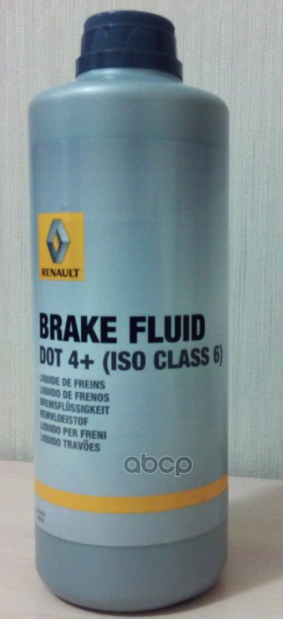 RENAULT
BRAKE FLUID
DOT 4+ (ISO CLASS 6)
LIQUIDE DE FREINS
LIQUIDO DE FRENOS
BREMSFLÜSSIGKEIT
REMVLOEISTOF
LIQUIDO PER FRENI
LIQUIDO TRAVÕES
abcp